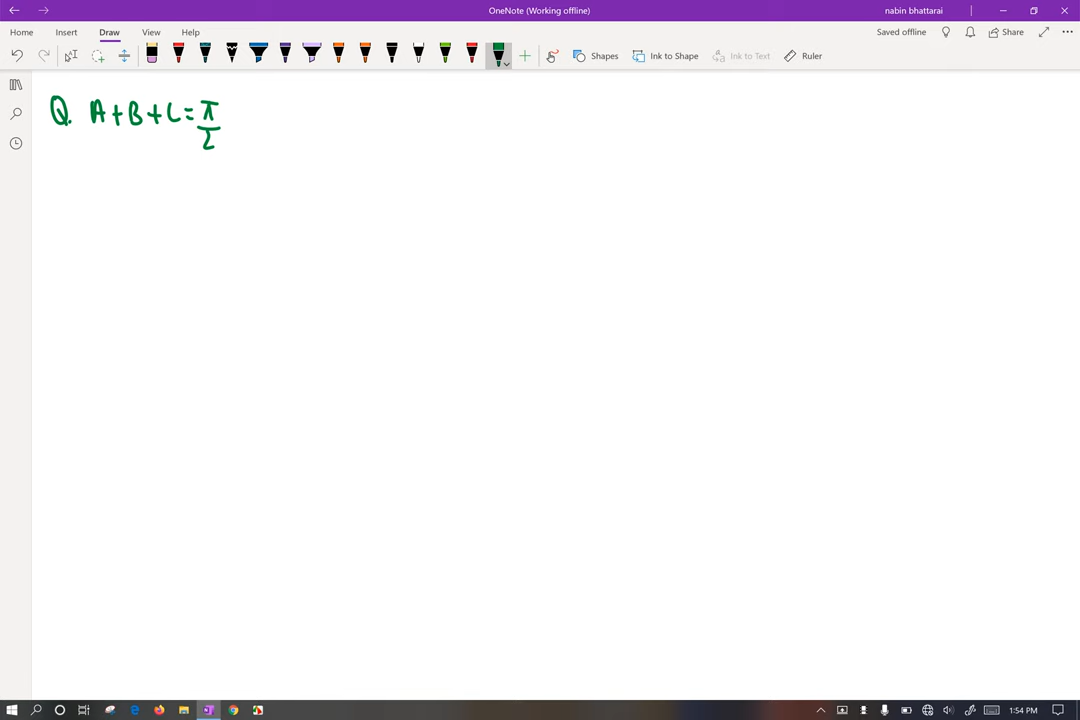 OneNote (Working offline)
nabin bhattarai
Home Insert Draw View Help
Saved offline
Share
Shapes
Ink to Shape
Ink to Text
Ruler
Q. A+B+C=π/2
1:54 PM